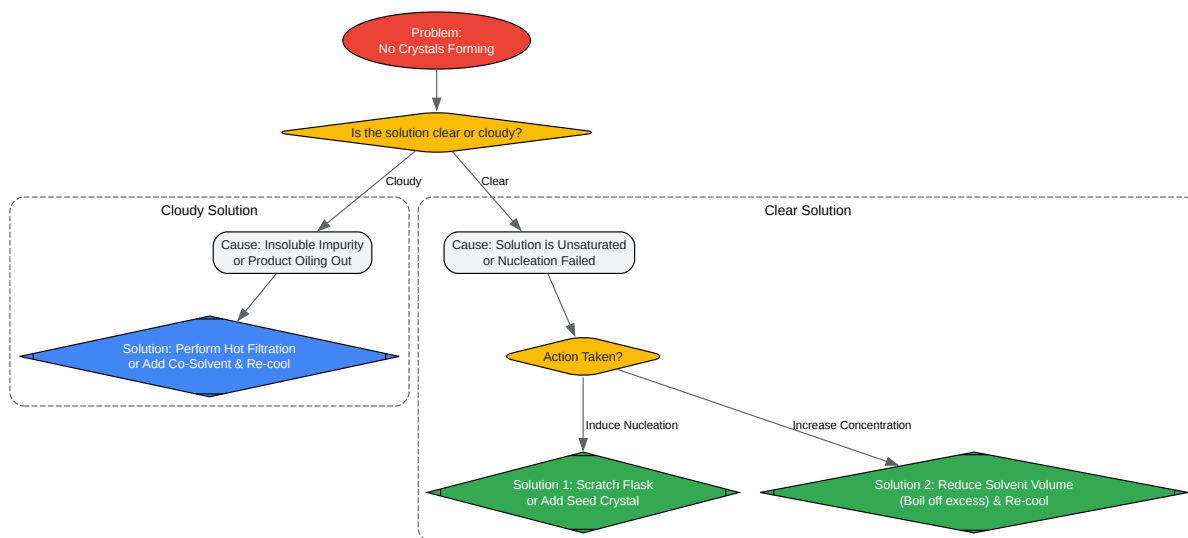 Problem:
No Crystals Forming
Is the solution clear or cloudy?
Cloudy
Clear
Cloudy Solution
Clear Solution
Cause: Insoluble Impurity
or Product Oiling Out
Cause: Solution is Unsaturated
or Nucleation Failed
Solution: Perform Hot Filtration
or Add Co-Solvent & Re-cool
Action Taken?
Induce Nucleation
Increase Concentration
Solution 1: Scratch Flask
or Add Seed Crystal
Solution 2: Reduce Solvent Volume
(Boil off excess) & Re-cool